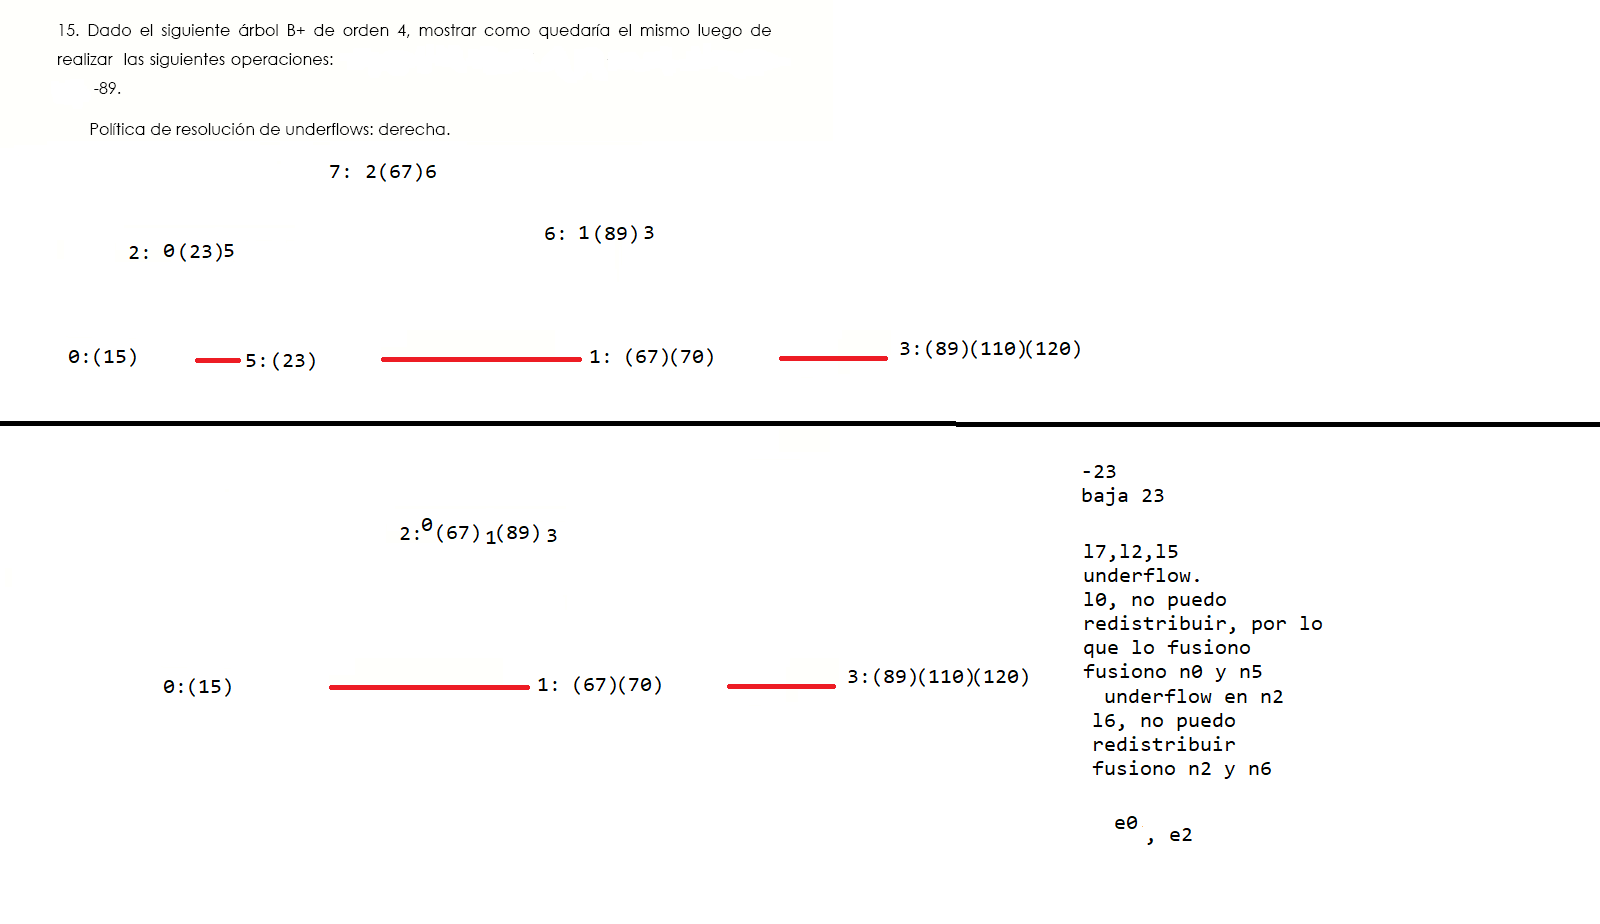 15. Dado el siguiente árbol B+ de orden 4, mostrar como quedaría el mismo luego de
realizar las siguientes operaciones:
-89.
Política de resolución de underflows: derecha.
7: 2(67)6
2: 0(23)5
6: 1(89)3
0:(15)
5:(23)
1: (67)(70)
3:(89)(110)(120)
2:0(67)1(89)3
0:(15)
1: (67)(70)
3:(89)(110)(120)
-23
baja 23
l7,l2,l5
underflow.
l0, no puedo
redistribuir, por lo
que lo fusiono
fusiono n0 y n5
underflow en n2
l6, no puedo
redistribuir
fusiono n2 y n6
e0, e2